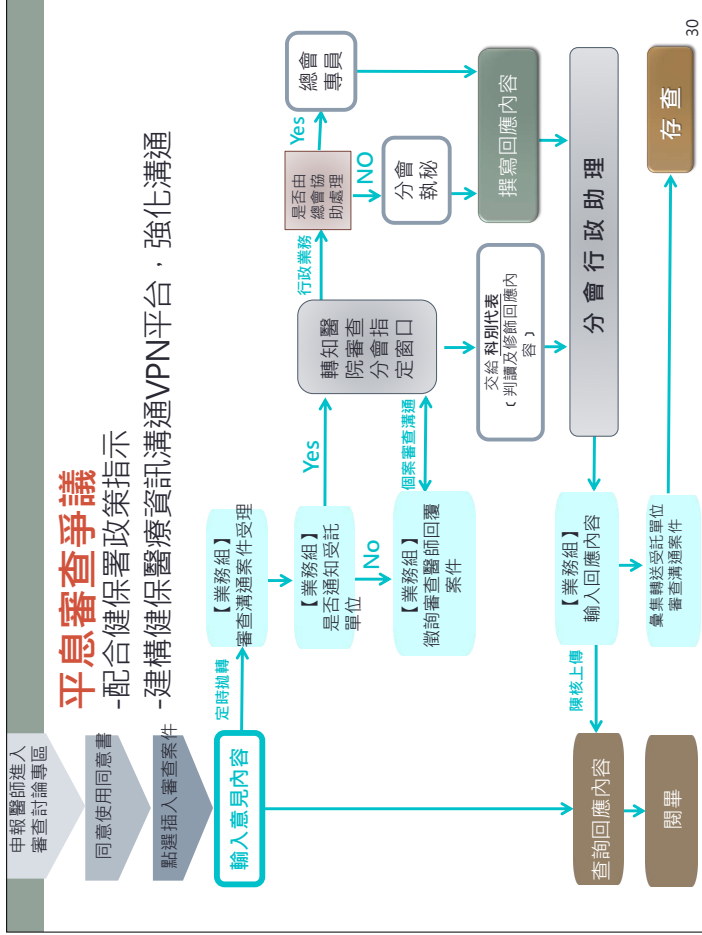 平息審查爭議
-配合健保署政策指示
-建構健保醫療資訊溝通VPN平台，強化溝通
申報醫師進入
審查討論專區
同意使用同意書
點選插入審查案件
輸入意見內容
定時拋轉
【業務組】
審查溝通案件受理
【業務組】
是否通知受託
單位
Yes
No
【業務組】
徵詢審查醫師回覆
案件
個案審查溝通
轉知醫
院審查
分會指
定窗口
行政業務
是否由
總會協
助處理
Yes
NO
總會
專員
分會
執秘
撰寫回應內容
交給 科別代表
﹝判讀及修飾回應內
容﹞
分會行政助理
【業務組】
輸入回應內容
陳核上傳
查詢回應內容
閱畢
彙集轉送受託單位
審查溝通案件
存查
30